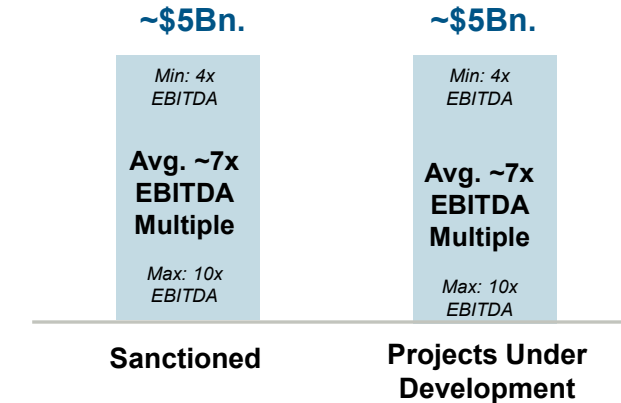 ~$5Bn.
Min: 4x
EBITDA
Avg. ~7x
EBITDA
Multiple
Max: 10x
EBITDA
Sanctioned
~$5Bn.
Min: 4x
EBITDA
Avg. ~7x
EBITDA
Multiple
Max: 10x
EBITDA
Projects Under
Development